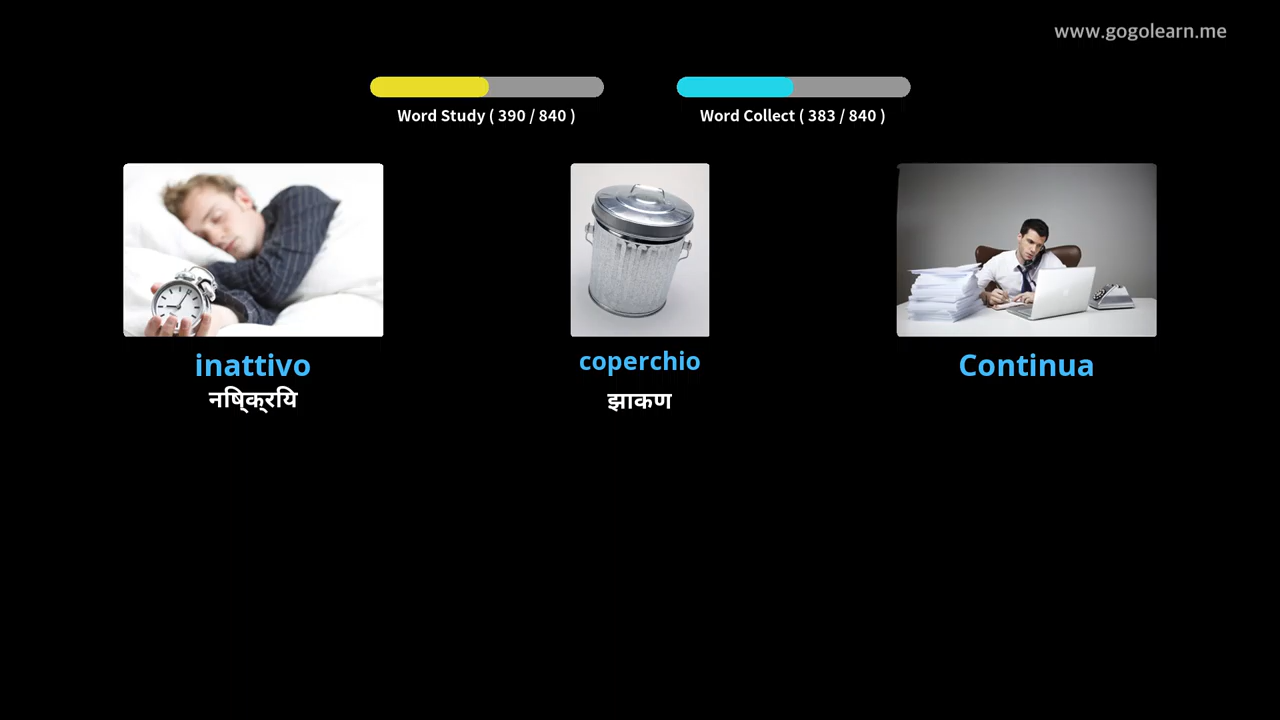 www.gogolearn.me
Word Study ( 390 / 840 )
Word Collect ( 383 / 840 )
inattivo
coperchio
Continua
नष्क्रियि
झाकण